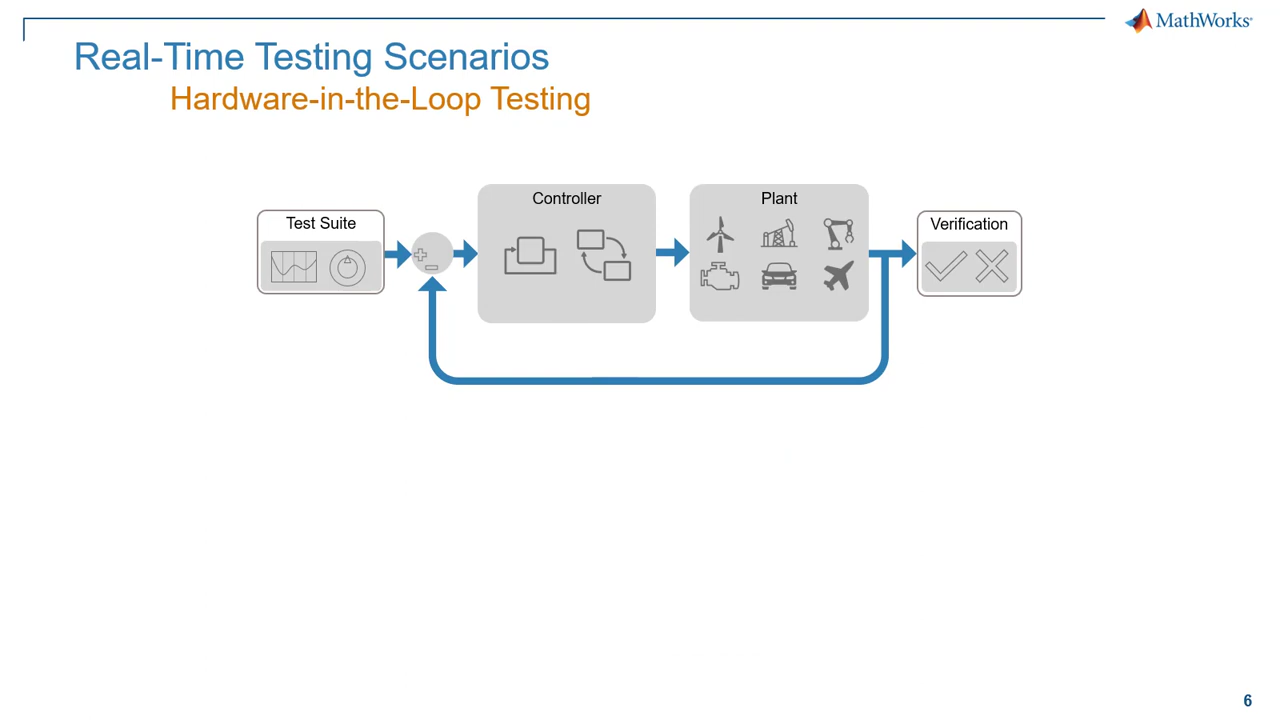 MathWorks®
Real-Time Testing Scenarios
Hardware-in-the-Loop Testing
Test Suite
Controller
Plant
Verification
6